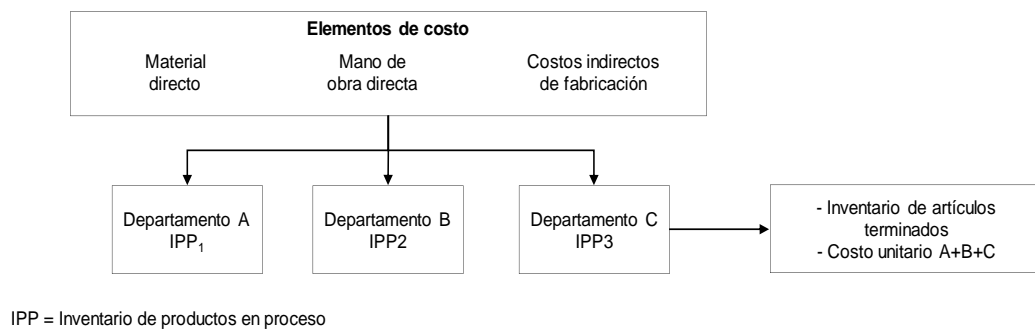 Elementos de costo
Material
directo
Mano de
obra directa
Costos indirectos
de fabricación
Departamento A
IPP₁
Departamento B
IPP2
Departamento C
IPP3
- Inventario de artículos
terminados
- Costo unitario A+B+C
IPP = Inventario de productos en proceso